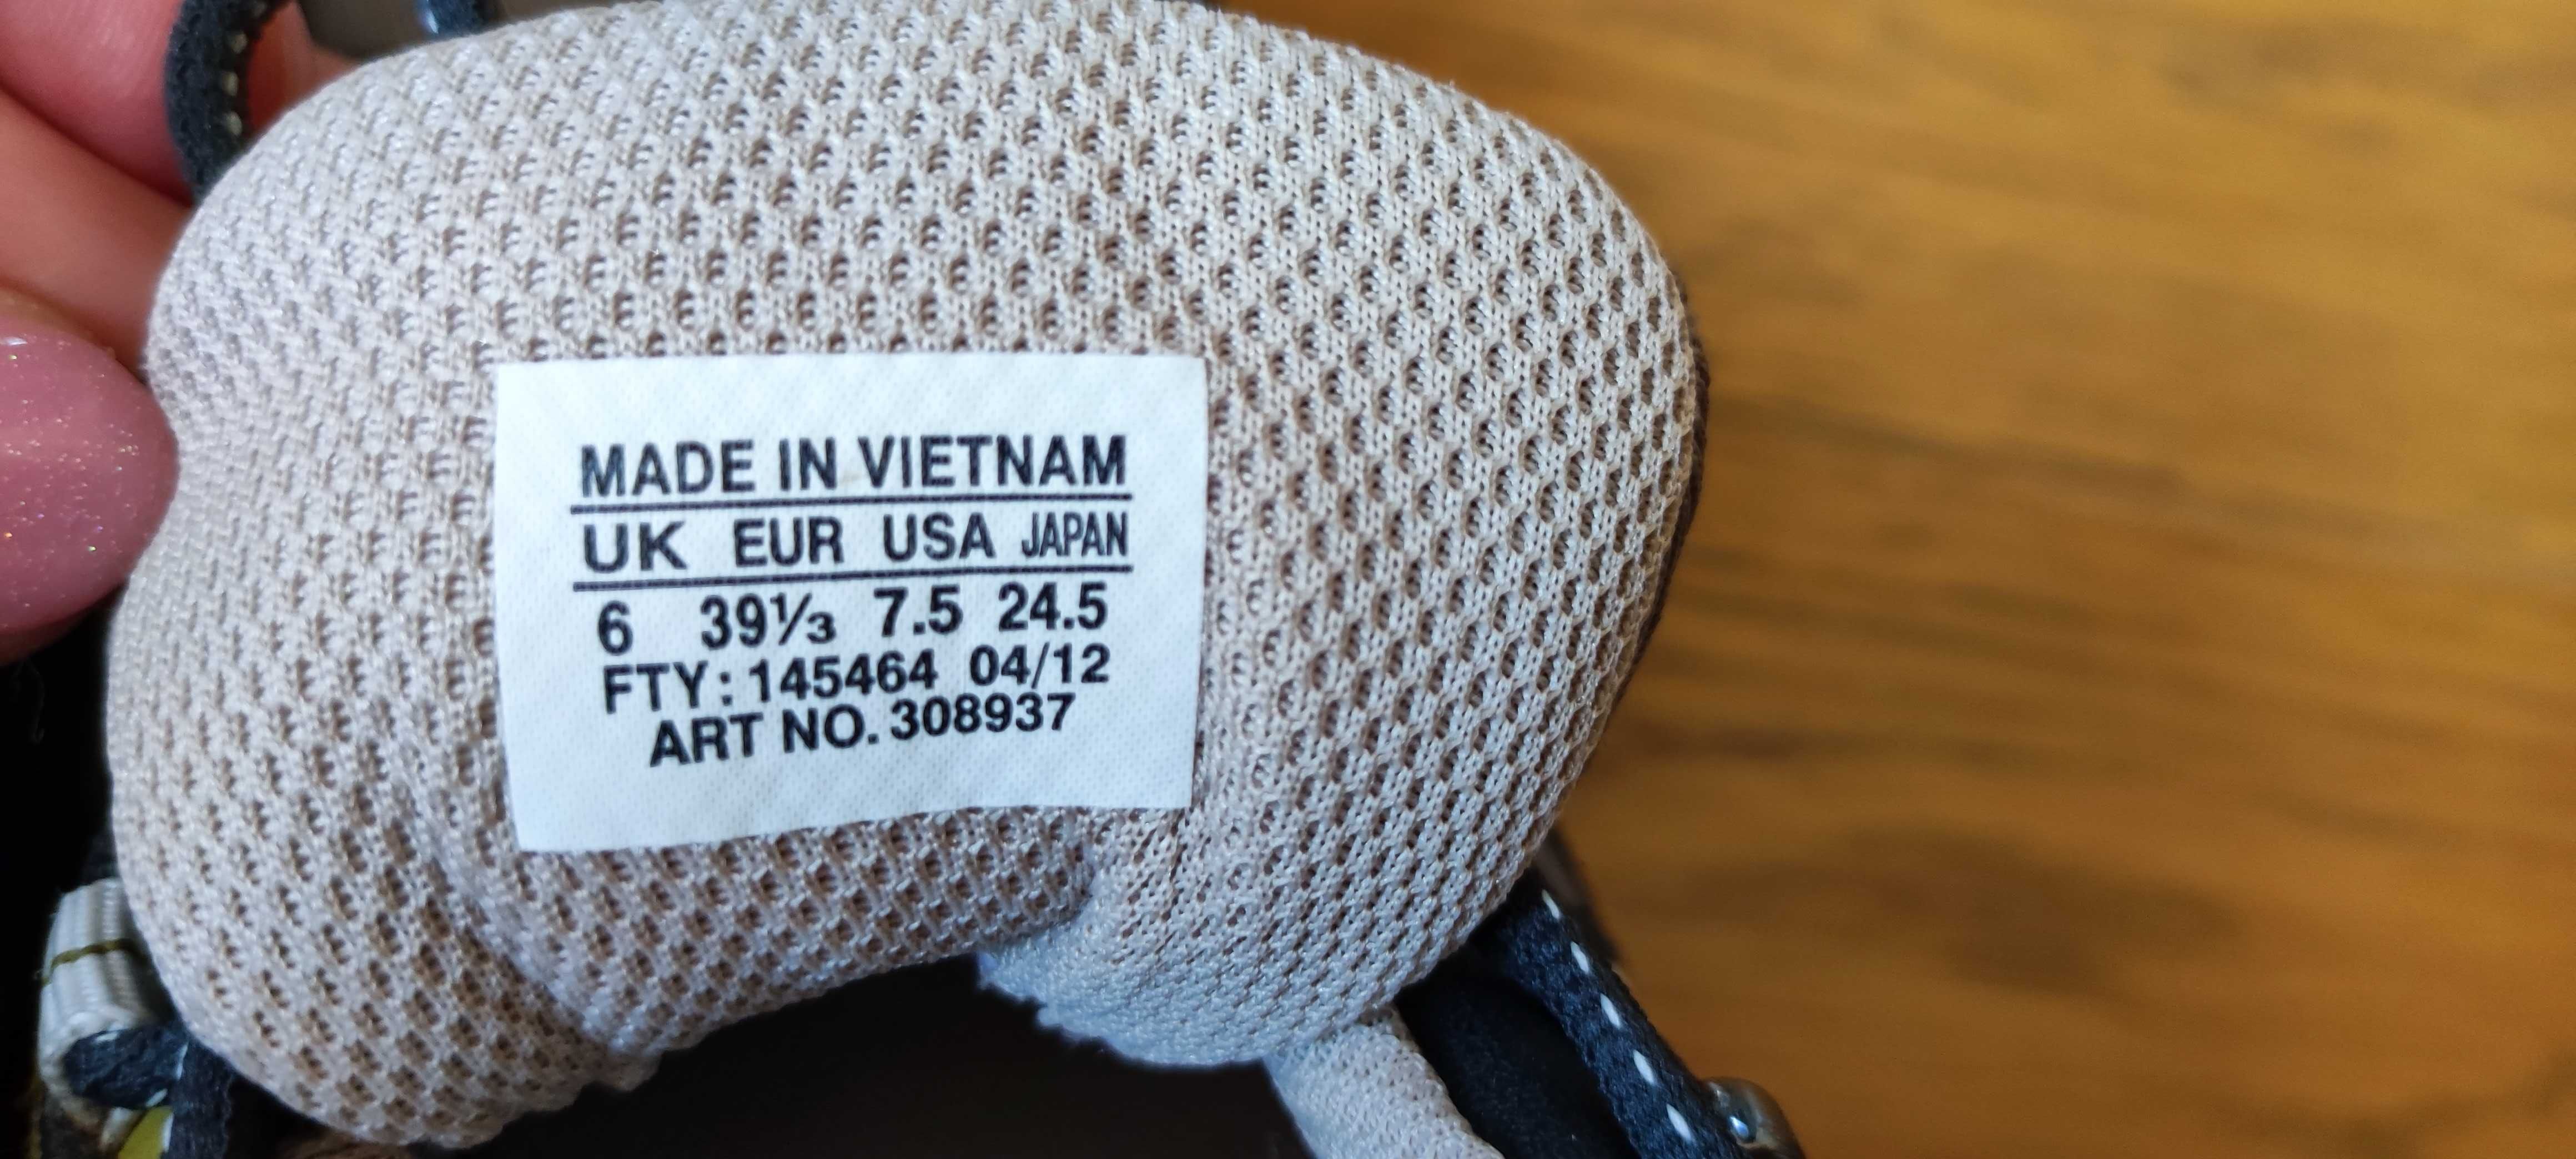 MADE IN VIETNAM
UK EUR USA JAPAN
6 39⅓ 7.5 24.5
FTY: 145464 04/12
ART NO. 308937